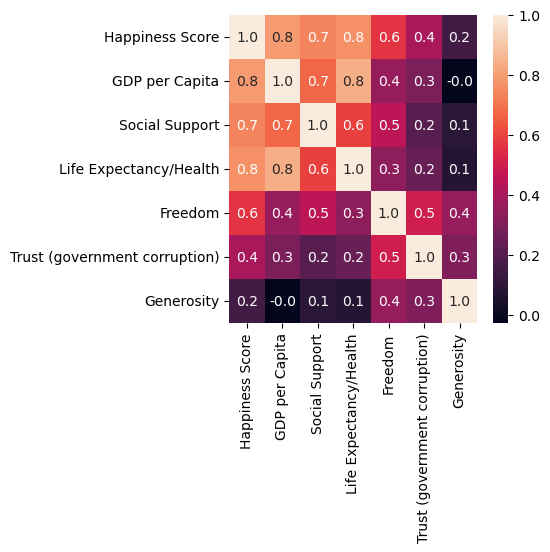 Happiness Score 1.0 0.8 0.7 0.8 0.6 0.4 0.2
GDP per Capita 0.8 1.0 0.7 0.8 0.4 0.3 -0.0
Social Support 0.7 0.7 1.0 0.6 0.5 0.2 0.1
Life Expectancy/Health 0.8 0.8 0.6 1.0 0.3 0.2 0.1
Freedom 0.6 0.4 0.5 0.3 1.0 0.5 0.4
Trust (government corruption) 0.4 0.3 0.2 0.2 0.5 1.0 0.3
Generosity 0.2 -0.0 0.1 0.1 0.4 0.3 1.0
Happiness Score
GDP per Capita
Social Support
Life Expectancy/Health
Freedom
Trust (government corruption)
Generosity
1.0
0.8
0.6
0.4
0.2
0.0